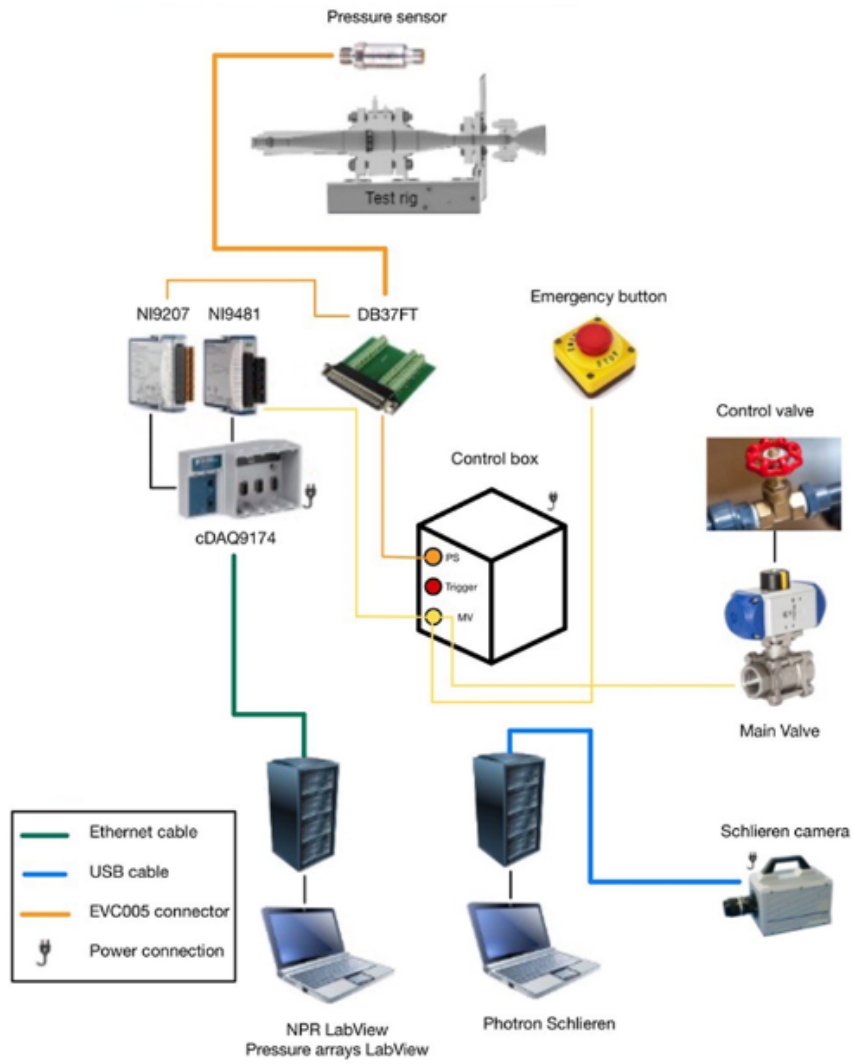 Pressure sensor
Test rig
NI9207
NI9481
DB37FT
Emergency button
Control valve
Control box
cDAQ9174
PS
Trigger
MV
Main Valve
Ethernet cable
USB cable
EVC005 connector
Power connection
Schlieren camera
NPR LabView
Pressure arrays LabView
Photron Schlieren